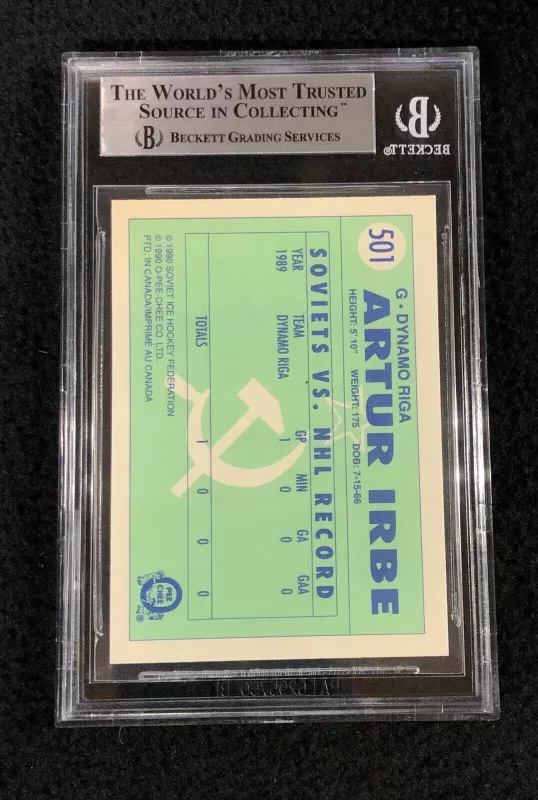 THE WORLD'S MOST TRUSTED
SOURCE IN COLLECTING™
B BECKETT GRADING SERVICES
B
BECKETT®
501
G • DYNAMO RIGA
ARTUR IRBE
HEIGHT: 5' 10" WEIGHT: 175 DOB: 7-15-66
SOVIETS VS. NHL RECORD
YEAR TEAM GP MIN GA GAA
1989 DYNAMO RIGA 1 0 0 0
TOTALS 1 0 0 0
© 1990 SOVIET ICE HOCKEY FEDERATION
© 1990 O-PEE-CHEE CO. LTD.
PTD. IN CANADA/IMPRIMÉ AU CANADA
O
PEE
CHEE